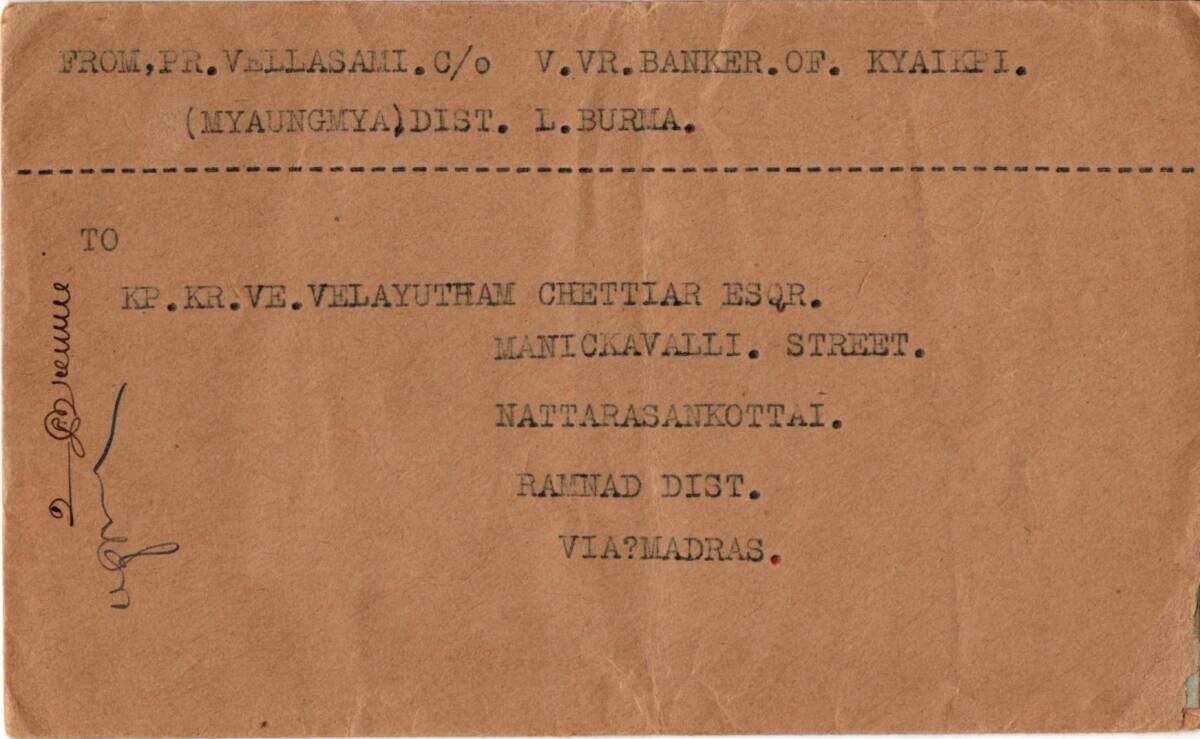 FROM,PR.VELLASAMI.C/o V.VR.BANKER.OF. KYAIKPI.
(MYAUNGMYA)DIST. L.BURMA.
TO
KP.KR.VE.VELAYUTHAM CHETTIAR ESQR.
MANICKAVALLI. STREET.
NATTARASANKOTTAI.
RAMNAD DIST.
VIA?MADRAS.